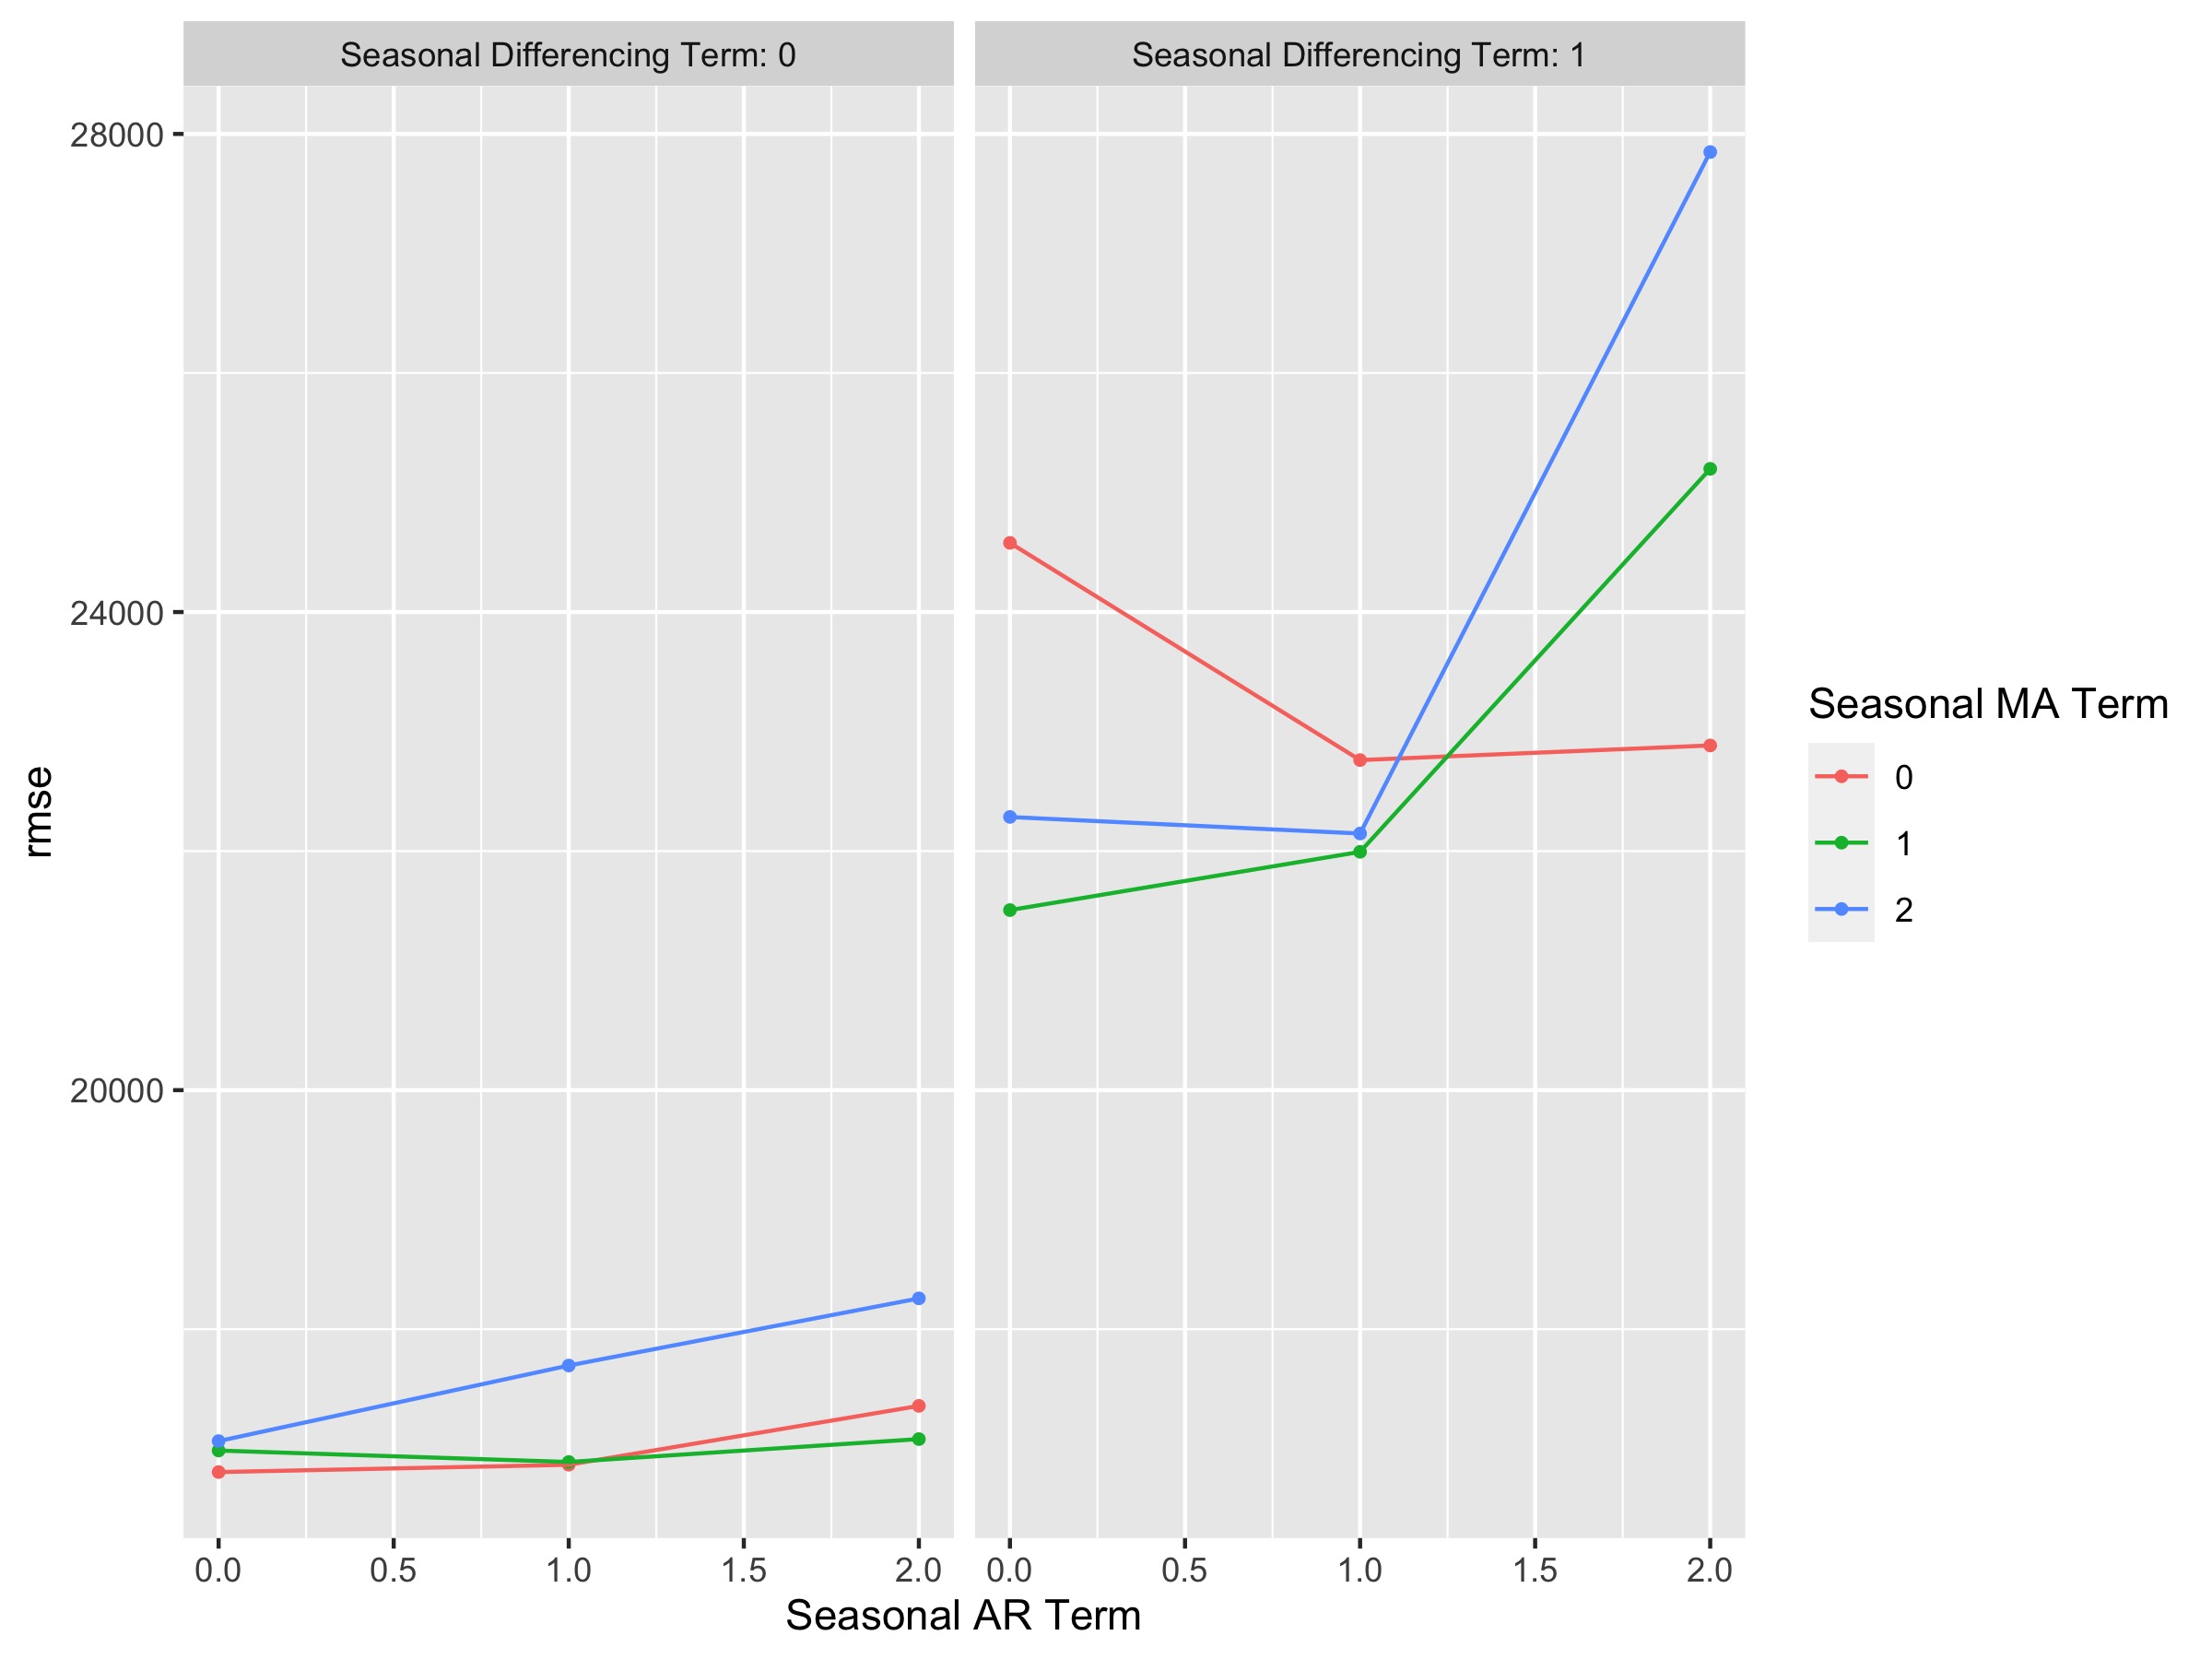 Seasonal Differencing Term: 0
Seasonal Differencing Term: 1
28000
24000
20000
rmse
0.0 0.5 1.0 1.5 2.0
0.0 0.5 1.0 1.5 2.0
Seasonal AR Term
Seasonal MA Term
0
1
2